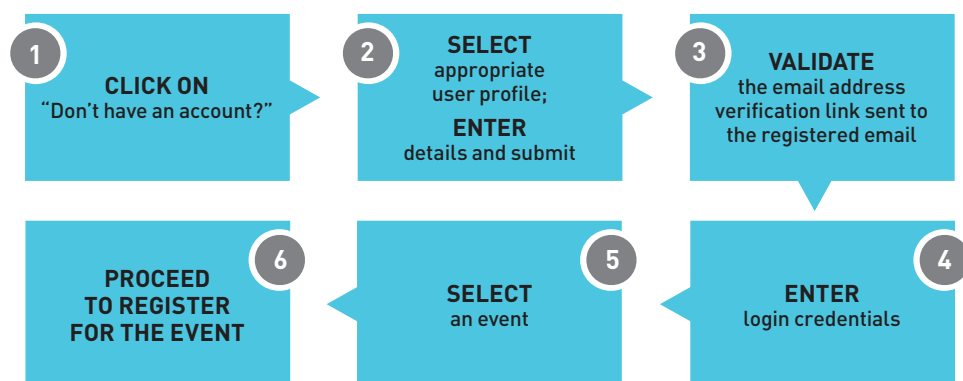 1
CLICK ON
“Don’t have an account?”
2
SELECT
appropriate
user profile;
ENTER
details and submit
3
VALIDATE
the email address
verification link sent to
the registered email
4
ENTER
login credentials
5
SELECT
an event
6
PROCEED
TO REGISTER
FOR THE EVENT